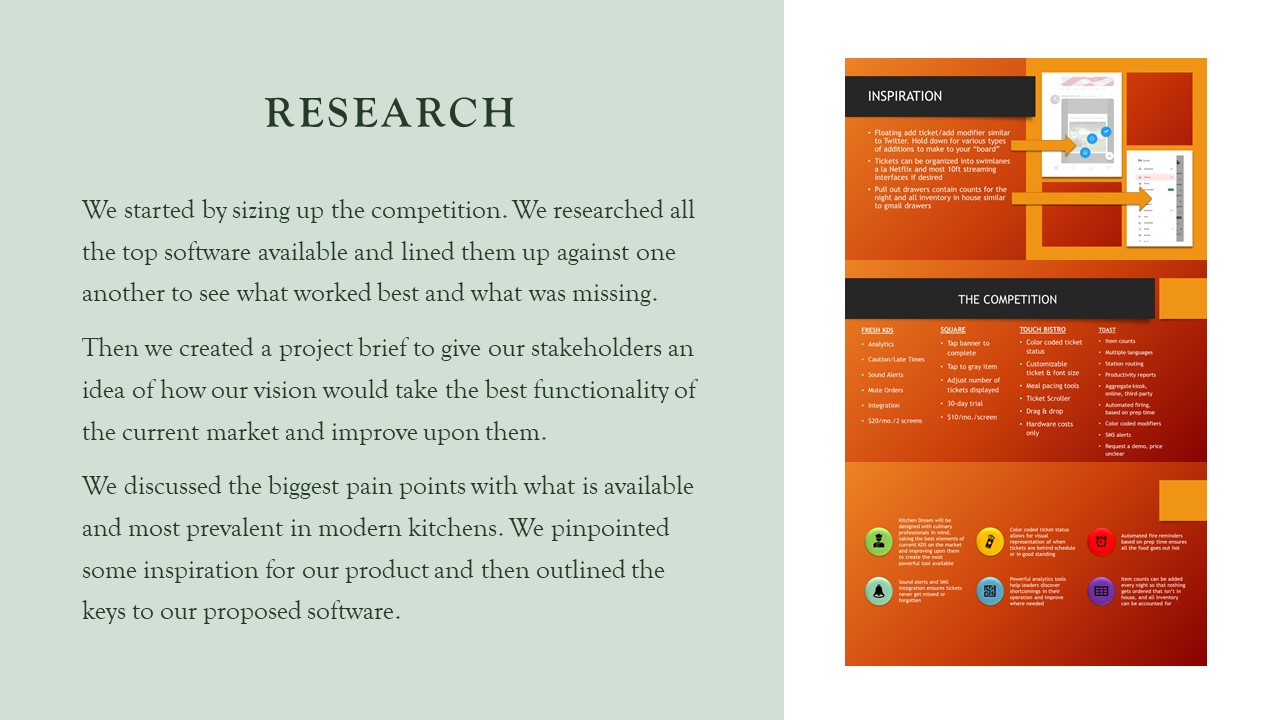 RESEARCH
We started by sizing up the competition. We researched all
the top software available and lined them up against one
another to see what worked best and what was missing.
Then we created a project brief to give our stakeholders an
idea of how our vision would take the best functionality of
the current market and improve upon them.
We discussed the biggest pain points with what is available
and most prevalent in modern kitchens. We pinpointed
some inspiration for our product and then outlined the
keys to our proposed software.
INSPIRATION
• Floating add ticket/add modifier similar
to Twitter. Hold down for various types
of additions to make to your “board”
• Tickets can be organized into swimlanes
a la Netflix and most 10ft streaming
interfaces if desired
• Pull out drawers contain counts for the
night and all inventory in house similar
to gmail drawers
THE COMPETITION
FRESH KDS
• Analytics
• Caution/Late Times
• Sound Alerts
• Mute Orders
• Integration
• $20/mo./2 screens
SQUARE
• Tap banner to
complete
• Tap to gray item
• Adjust number of
tickets displayed
• 30-day trial
• $10/mo./screen
TOUCH BISTRO
• Color coded ticket
status
• Customizable
ticket & font size
• Meal pacing tools
• Ticket Scroller
• Drag & drop
• Hardware costs
only
TOAST
• Item counts
• Multiple languages
• Station routing
• Productivity reports
• Aggregate kiosk,
online, third-party
• Automated firing,
based on prep time
• Color coded modifiers
• SMS alerts
• Request a demo, price
unclear
Kitchen Dream will be
designed with culinary
professionals in mind,
taking the best elements of
current KDS on the market
and improving upon them
to create the most
powerful tool available
Color coded ticket status
allows for visual
representation of when
tickets are behind schedule
or in good standing
Automated fire reminders
based on prep time ensures
all the food goes out hot
Sound alerts and SMS
integration ensures tickets
never get missed or
forgotten
Powerful analytics tools
help leaders discover
shortcomings in their
operation and improve
where needed
Item counts can be added
every night so that nothing
gets ordered that isn't in
house, and all inventory
can be accounted for